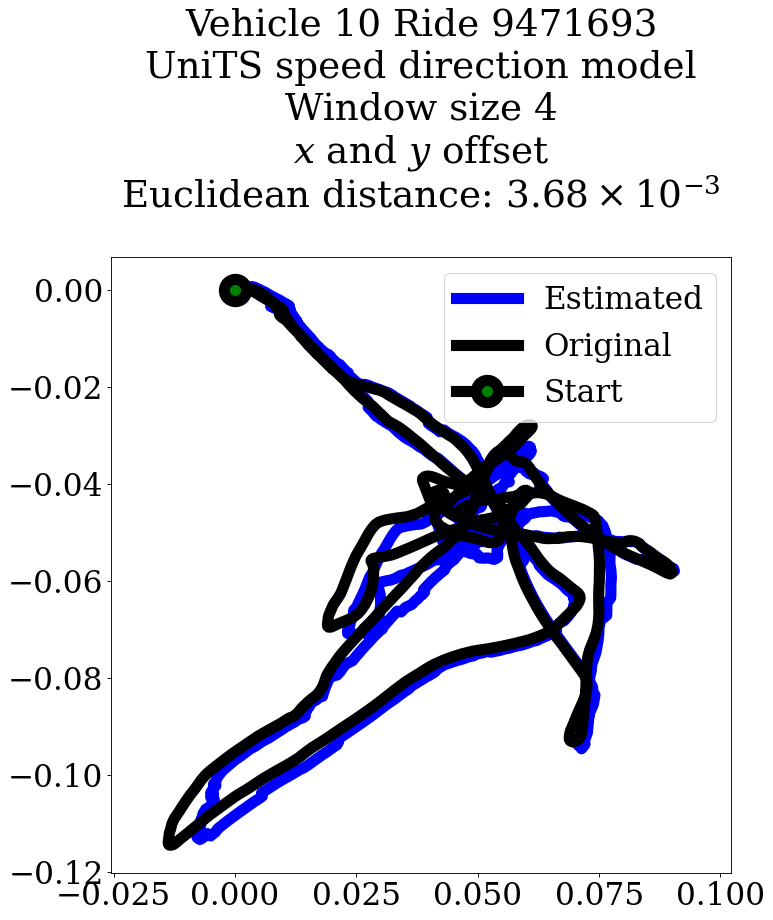 Vehicle 10 Ride 9471693
UniTS speed direction model
Window size 4
x and y offset
Euclidean distance: 3.68 × 10⁻³
Estimated
Original
Start
0.00
−0.02
−0.04
−0.06
−0.08
−0.10
−0.12
−0.025 0.000 0.025 0.050 0.075 0.100